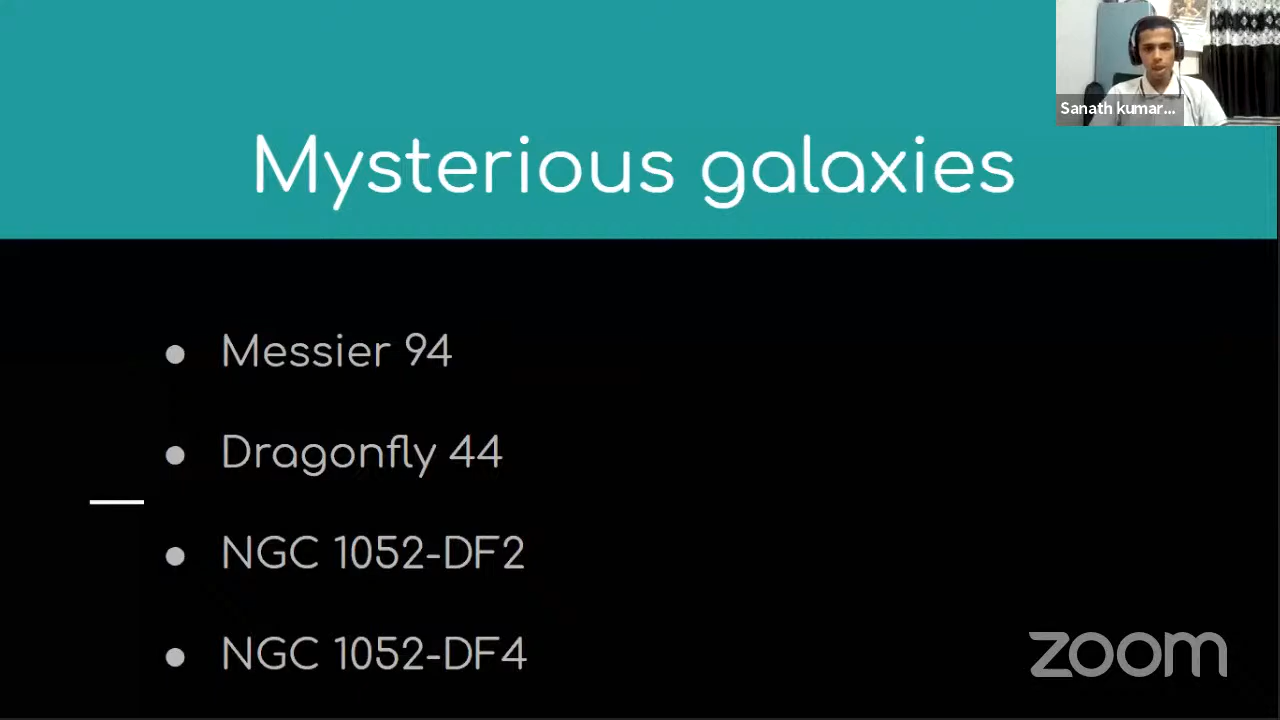 Sanath kumar...
Mysterious galaxies
● Messier 94
● Dragonfly 44
● NGC 1052-DF2
● NGC 1052-DF4
zoom